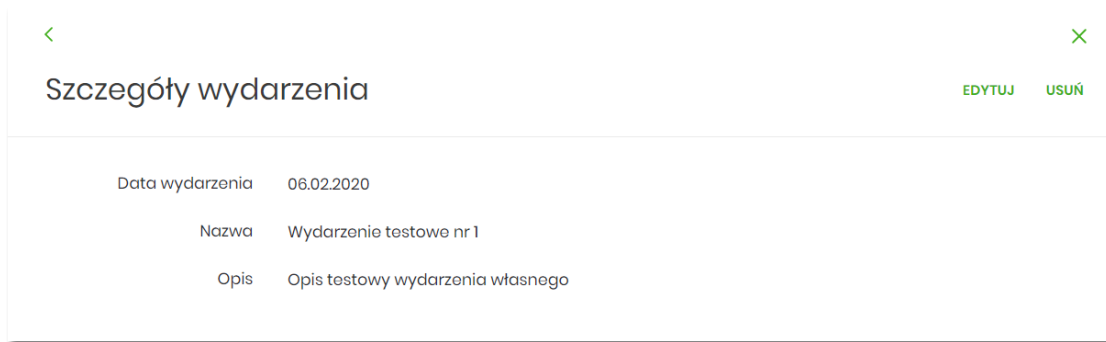 Szczegóły wydarzenia
EDYTUJ USUŃ
Data wydarzenia 06.02.2020
Nazwa Wydarzenie testowe nr 1
Opis Opis testowy wydarzenia własnego